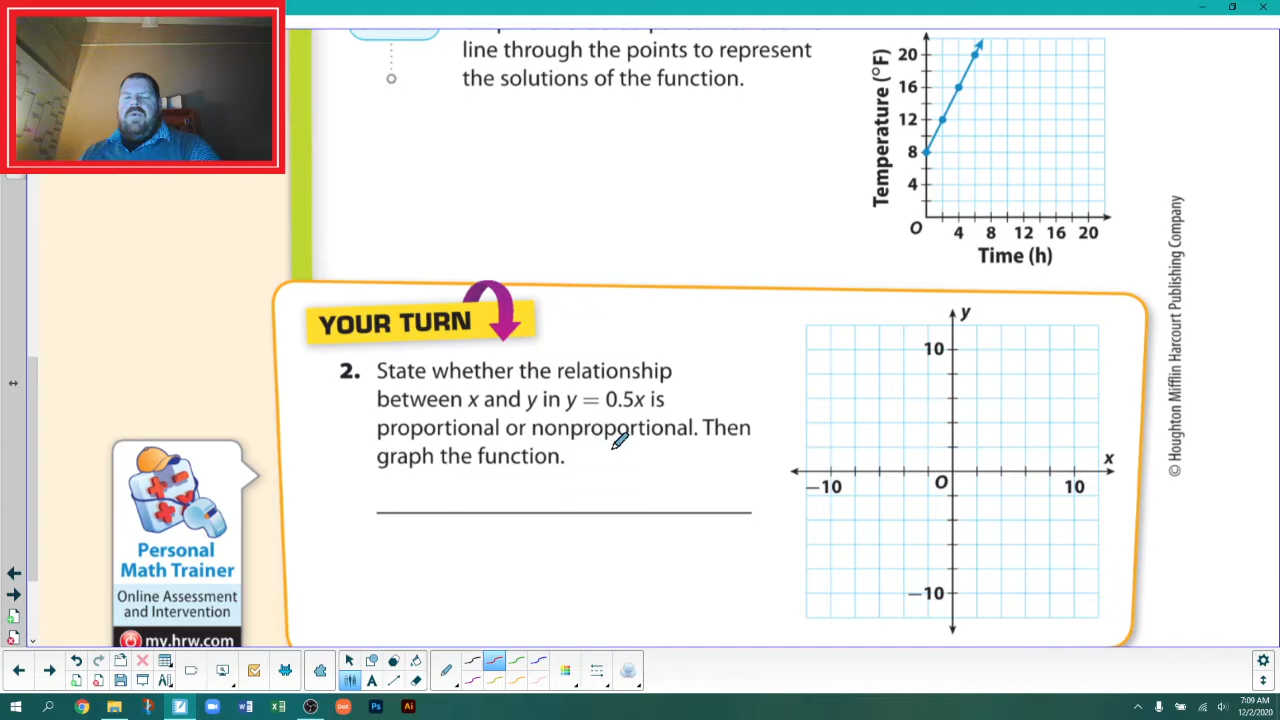 line through the points to represent
the solutions of the function.
Temperature (°F)
20
16
12
8
4
O
4 8 12 16 20
Time (h)
© Houghton Mifflin Harcourt Publishing Company
YOUR TURN
2. State whether the relationship
between x and y in y = 0.5x is
proportional or nonproportional. Then
graph the function.
y
10
x
−10
O
10
−10
Personal
Math Trainer
Online Assessment
and Intervention
my.hrw.com
7:09 AM
12/2/2020